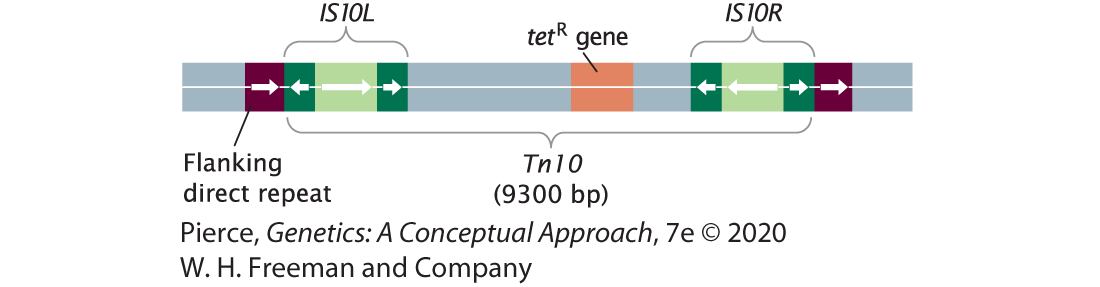 IS10L
IS10R
tetR gene
Flanking
direct repeat
Tn10
(9300 bp)
Pierce, Genetics: A Conceptual Approach, 7e © 2020
W. H. Freeman and Company